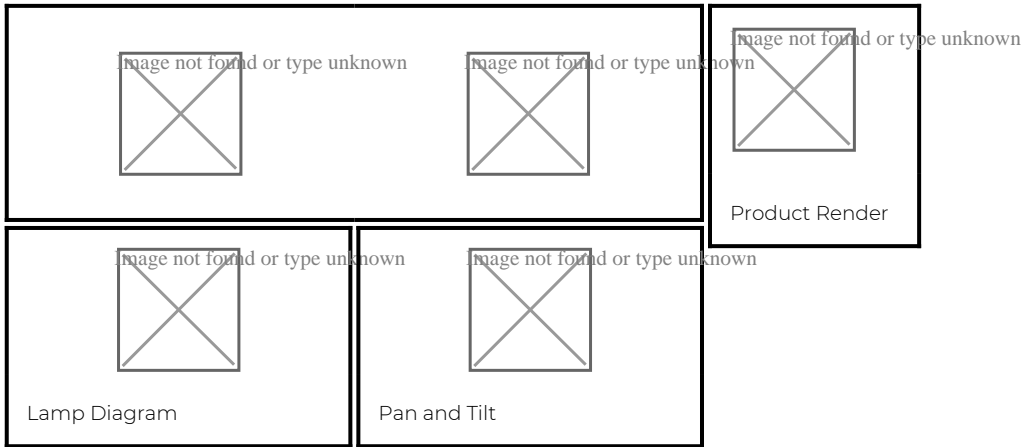 Image not found or type unknown
Image not found or type unknown
Image not found or type unknown
Product Render
Image not found or type unknown
Image not found or type unknown
Lamp Diagram
Pan and Tilt